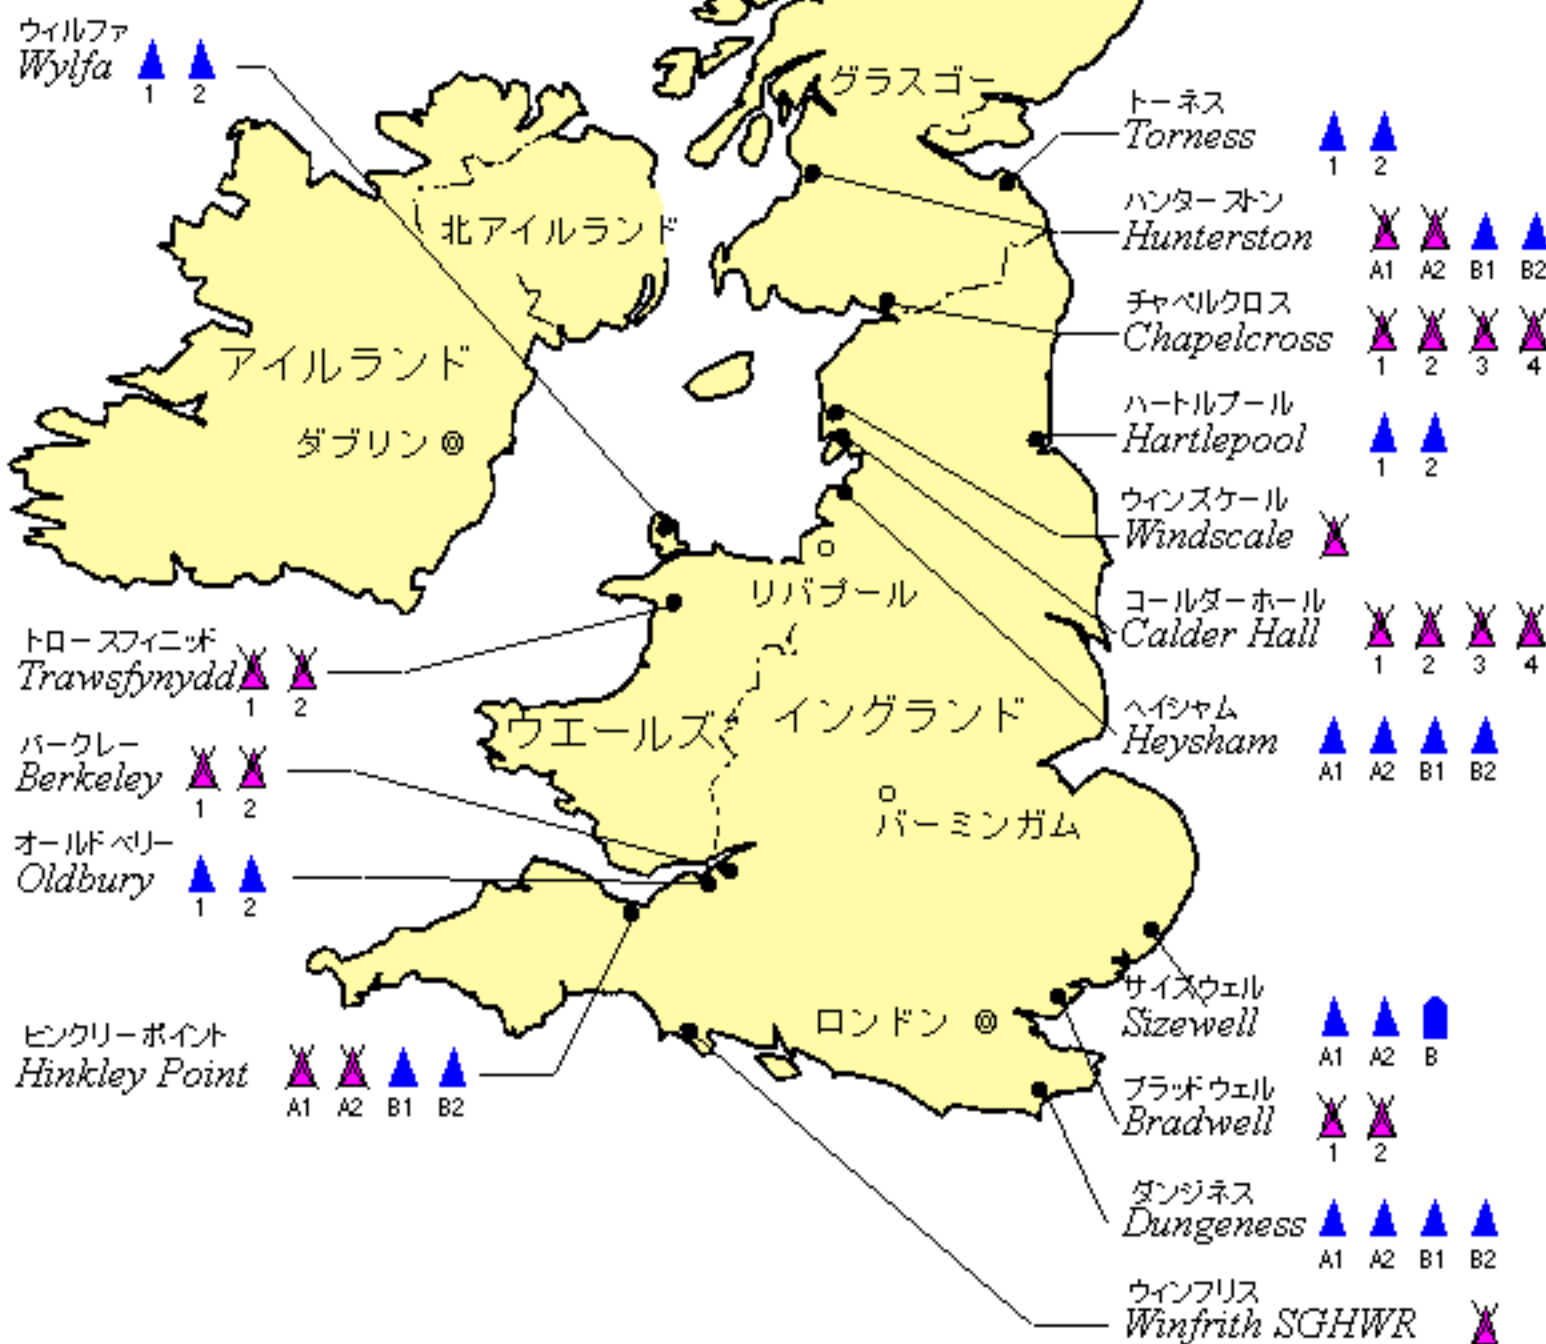 ウィルファ
Wylfa
1 2
グラスゴー
トーネス
Torness
1 2
ハンターストン
Hunterston
A1 A2 B1 B2
北アイルランド
チャペルクロス
Chapelcross
1 2 3 4
アイルランド
ダブリン
ハートルプール
Hartlepool
1 2
ウィンズケール
Windscale
リバプール
コールダーホール
Calder Hall
1 2 3 4
トロースフィニッド
Trawsfynydd
1 2
ウエールズ
イングランド
ヘイシャム
Heysham
A1 A2 B1 B2
バークレー
Berkeley
1 2
バーミンガム
オールドベリー
Oldbury
1 2
サイズウェル
Sizewell
A1 A2 B
ロンドン
ヒンクリーポイント
Hinkley Point
A1 A2 B1 B2
ブラッドウェル
Bradwell
1 2
ダンジネス
Dungeness
A1 A2 B1 B2
ウィンフリス
Winfrith SGHWR